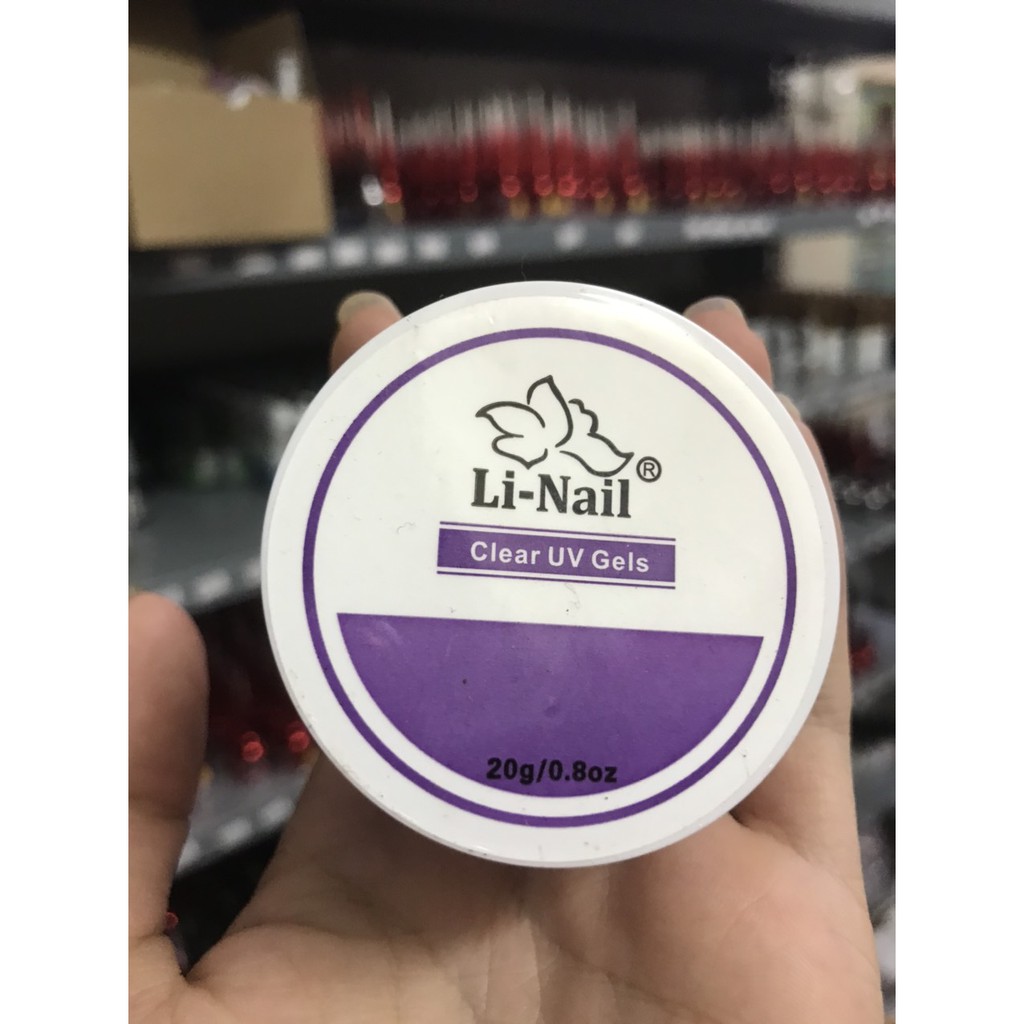 Li-Nail®
Clear UV Gels
20g/0.8oz